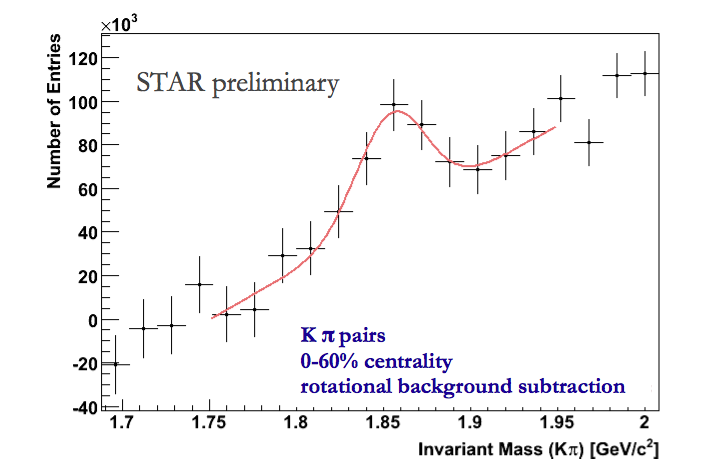 ×10³
Number of Entries
120
100
80
60
40
20
0
-20
-40
STAR preliminary
K π pairs
0-60% centrality
rotational background subtraction
1.7 1.75 1.8 1.85 1.9 1.95 2
Invariant Mass (Kπ) [GeV/c²]